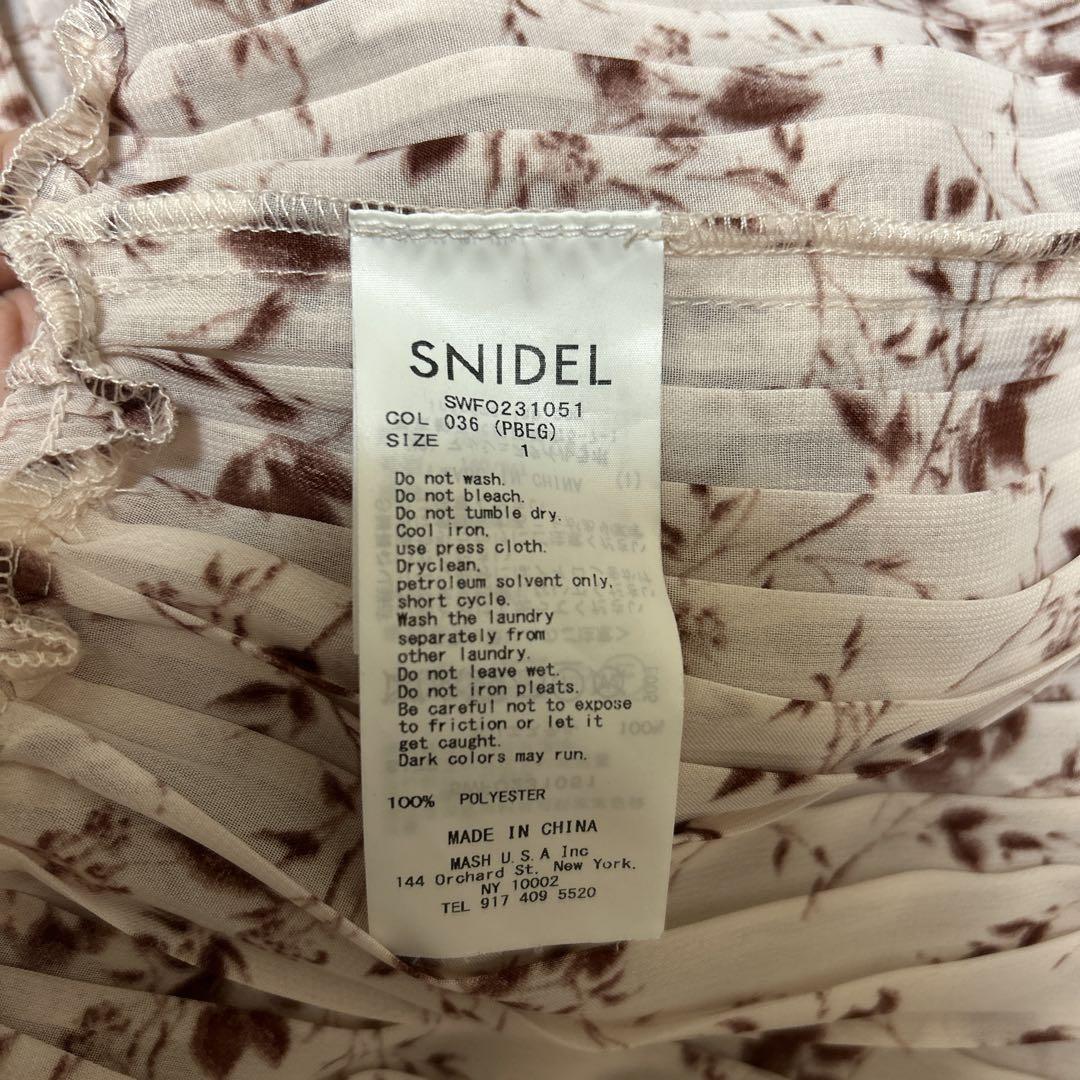 SNIDEL
SWFO231051
COL 036 (PBEG)
SIZE 1
Do not wash.
Do not bleach.
Do not tumble dry.
Cool iron,
use press cloth.
Dryclean,
petroleum solvent only,
short cycle.
Wash the laundry
separately from
other laundry.
Do not leave wet.
Do not iron pleats.
Be careful not to expose
to friction or let it
get caught.
Dark colors may run.
100% POLYESTER
MADE IN CHINA
MASH U.S.A Inc
144 Orchard St. New York.
NY 10002
TEL 917 409 5520